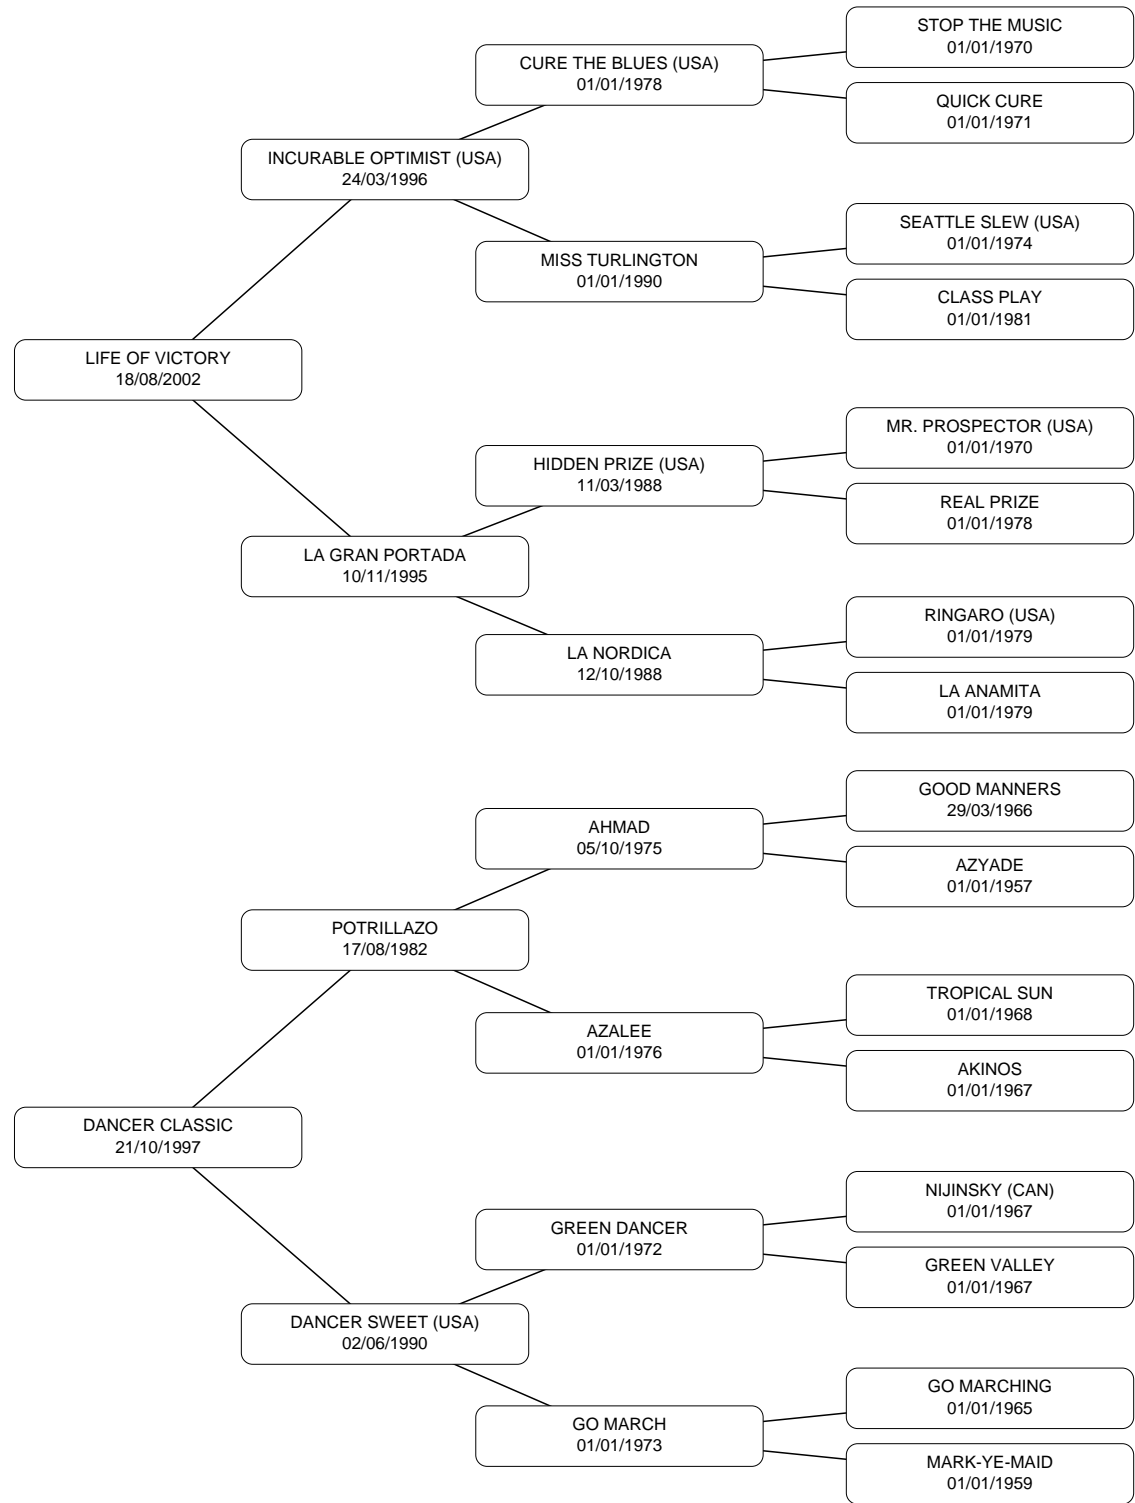 STOP THE MUSIC
01/01/1970
CURE THE BLUES (USA)
01/01/1978
QUICK CURE
01/01/1971
INCURABLE OPTIMIST (USA)
24/03/1996
SEATTLE SLEW (USA)
01/01/1974
MISS TURLINGTON
01/01/1990
CLASS PLAY
01/01/1981
LIFE OF VICTORY
18/08/2002
MR. PROSPECTOR (USA)
01/01/1970
HIDDEN PRIZE (USA)
11/03/1988
REAL PRIZE
01/01/1978
LA GRAN PORTADA
10/11/1995
RINGARO (USA)
01/01/1979
LA NORDICA
12/10/1988
LA ANAMITA
01/01/1979
GOOD MANNERS
29/03/1966
AHMAD
05/10/1975
AZYADE
01/01/1957
POTRILLAZO
17/08/1982
TROPICAL SUN
01/01/1968
AZALEE
01/01/1976
AKINOS
01/01/1967
DANCER CLASSIC
21/10/1997
NIJINSKY (CAN)
01/01/1967
GREEN DANCER
01/01/1972
GREEN VALLEY
01/01/1967
DANCER SWEET (USA)
02/06/1990
GO MARCHING
01/01/1965
GO MARCH
01/01/1973
MARK-YE-MAID
01/01/1959